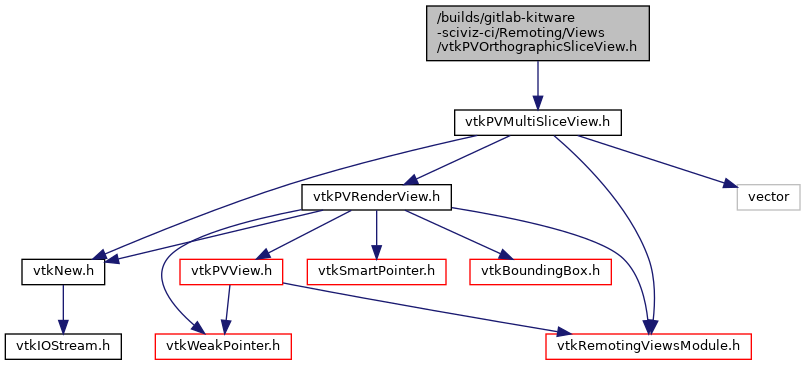 /builds/gitlab-kitware
-sciviz-ci/Remoting/Views
/vtkPVOrthographicSliceView.h
vtkPVMultiSliceView.h
vtkPVRenderView.h
vector
vtkNew.h
vtkPVView.h
vtkSmartPointer.h
vtkBoundingBox.h
vtkIOStream.h
vtkWeakPointer.h
vtkRemotingViewsModule.h